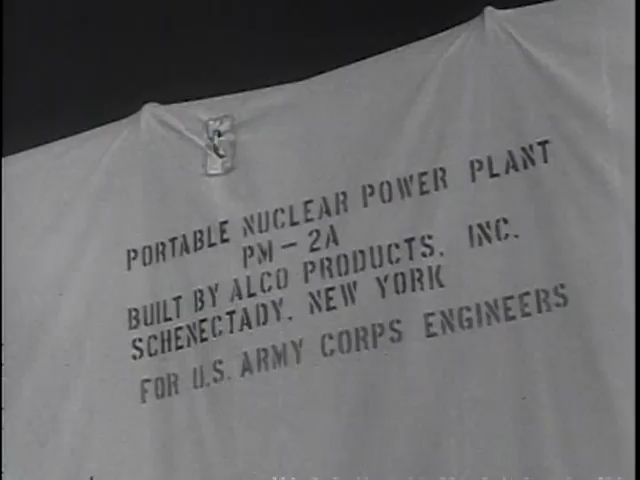 PORTABLE NUCLEAR POWER PLANT
PM-2A
BUILT BY ALCO PRODUCTS, INC.
SCHENECTADY, NEW YORK
FOR U.S. ARMY CORPS ENGINEERS